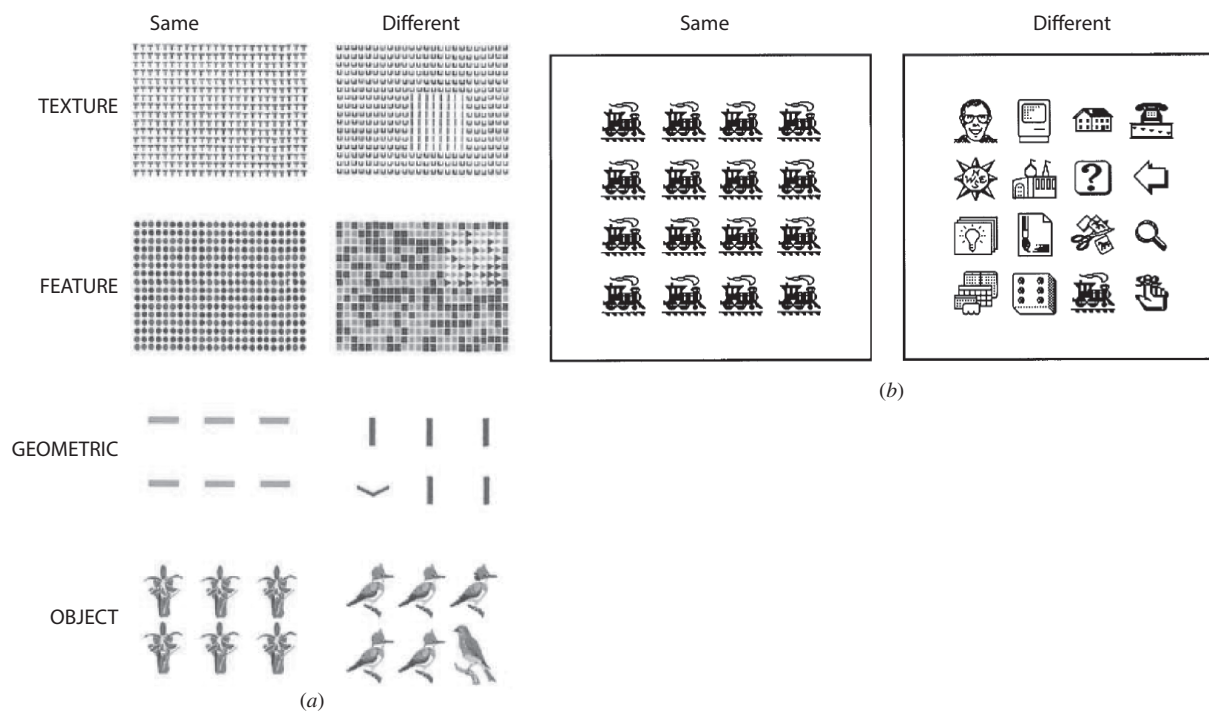 Same Different Same Different
TEXTURE
FEATURE
(b)
GEOMETRIC
OBJECT
(a)